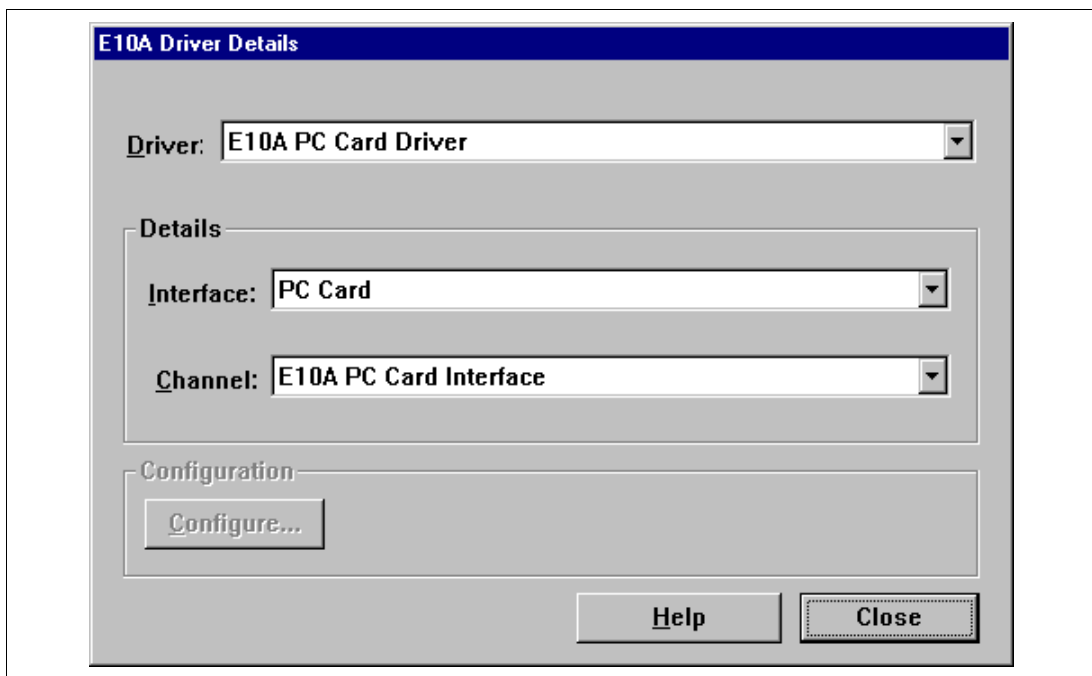 E10A Driver Details
Driver: E10A PC Card Driver
Details
Interface: PC Card
Channel: E10A PC Card Interface
Configuration
Configure...
Help Close